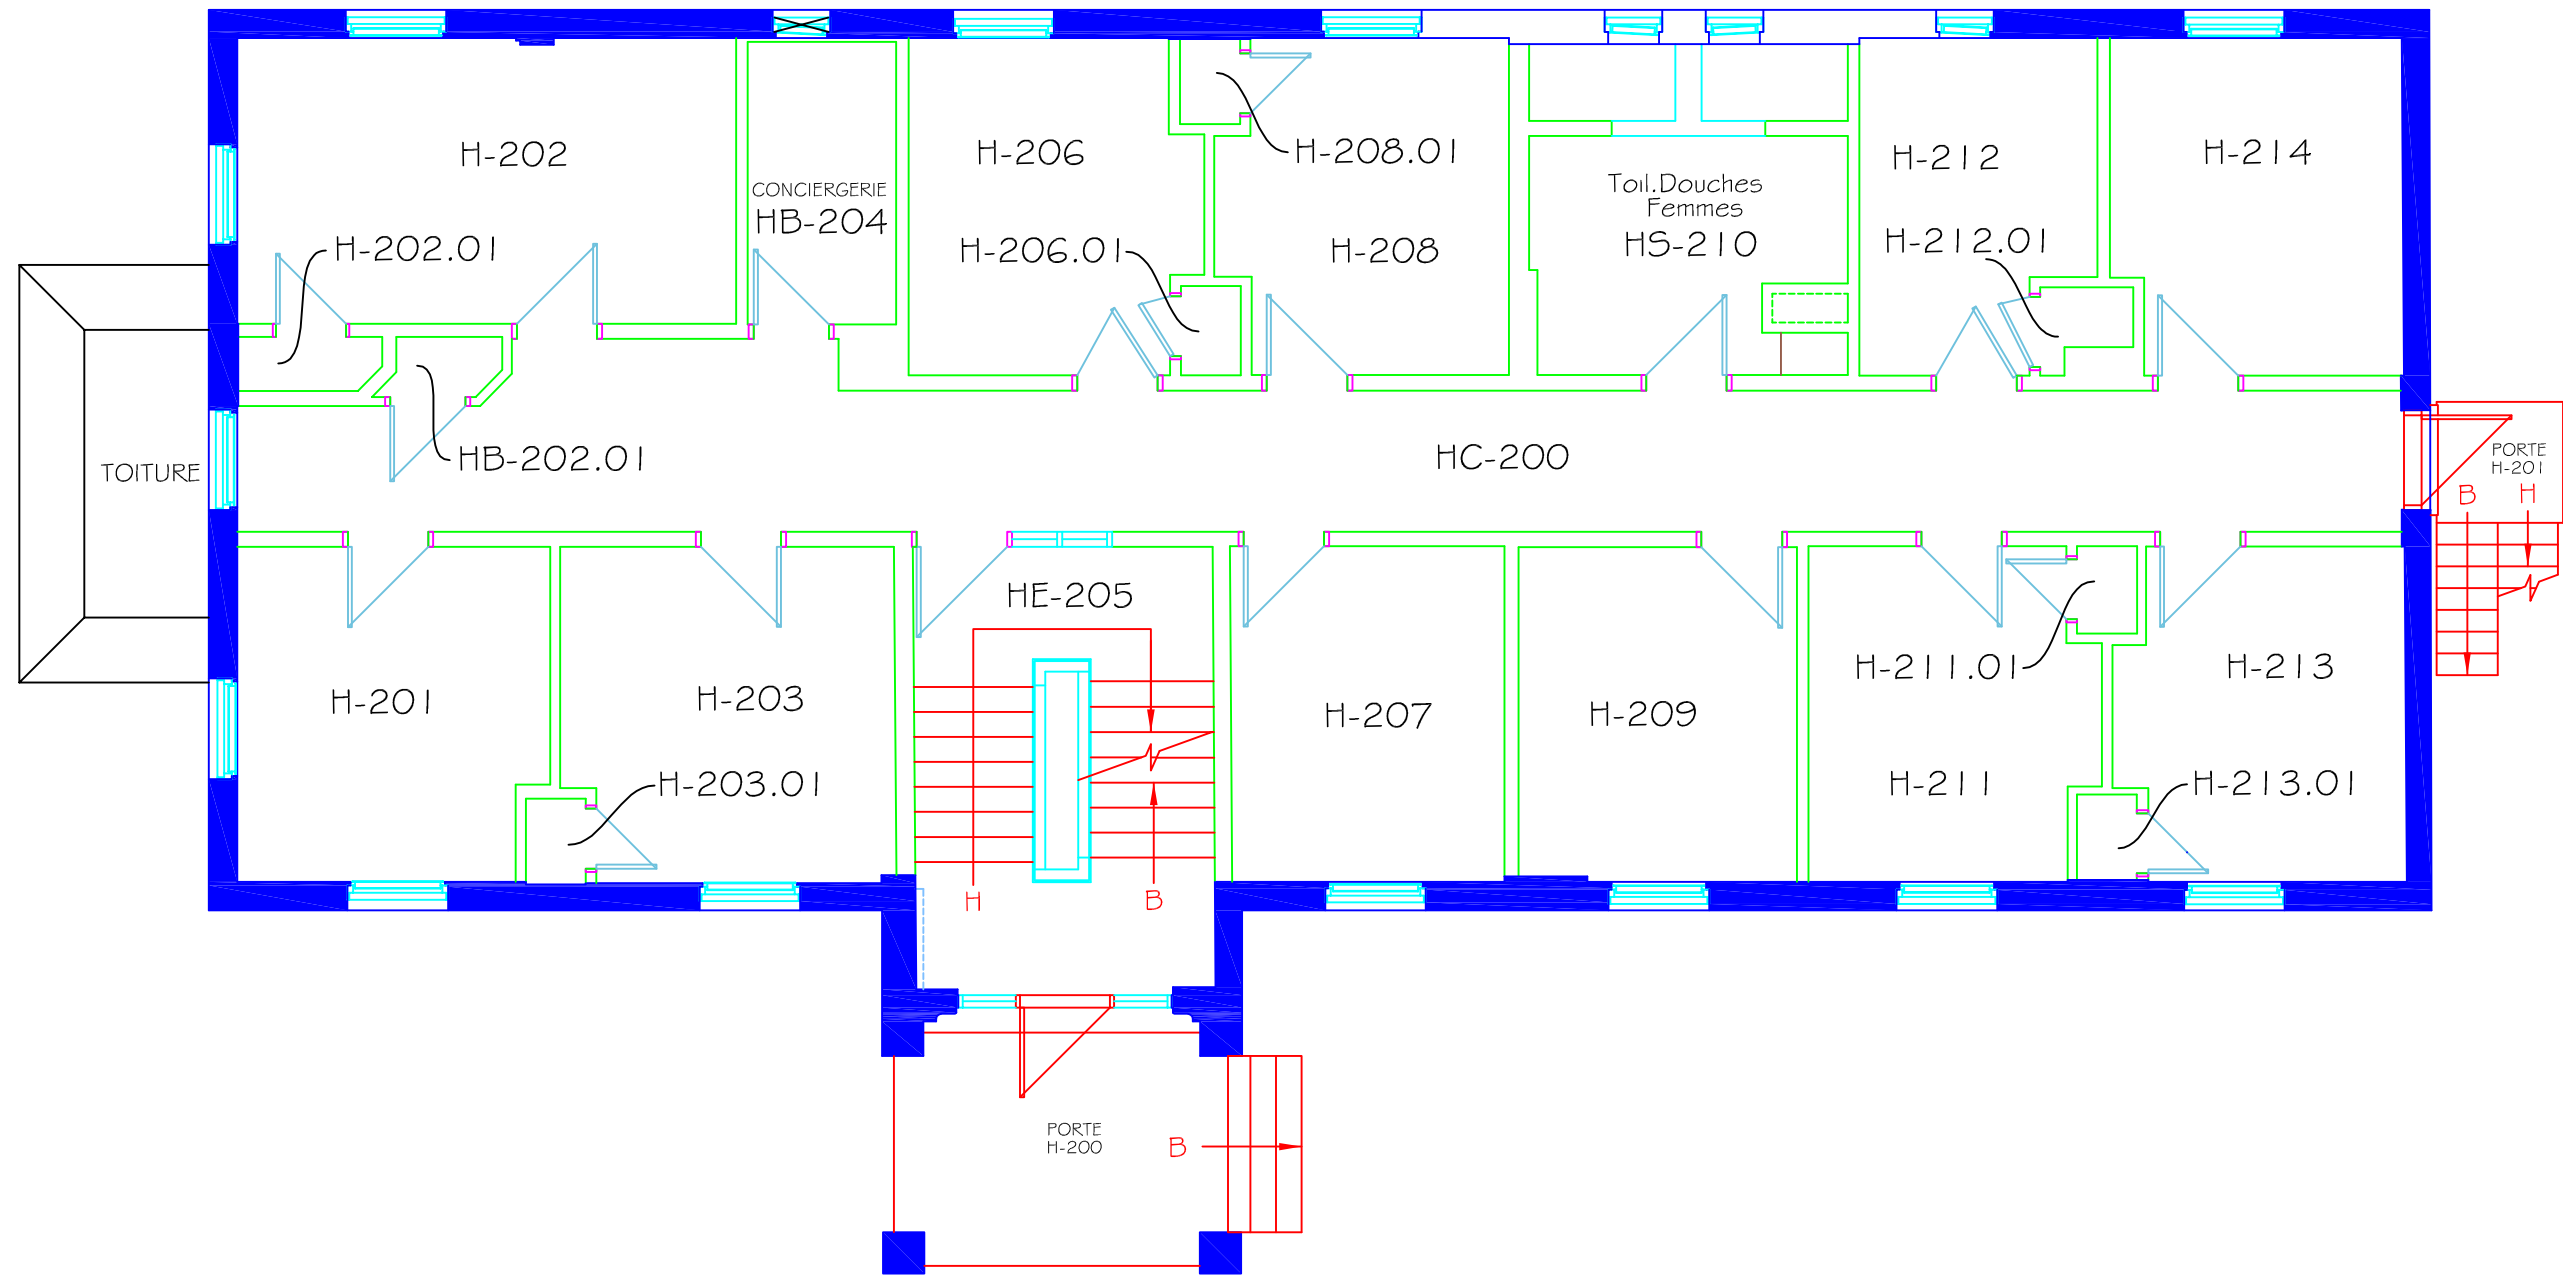 H-202
CONCIERGERIE
HB-204
H-206
H-208.01
Toil.Douches
Femmes
HS-210
H-212
H-214
H-202.01
H-206.01
H-208
H-212.01
TOITURE
HB-202.01
HC-200
PORTE
H-201
B H
HE-205
H-201
H-203
H-203.01
H-207
H-209
H-211.01
H-211
H-213
H-213.01
H B
PORTE
H-200
B